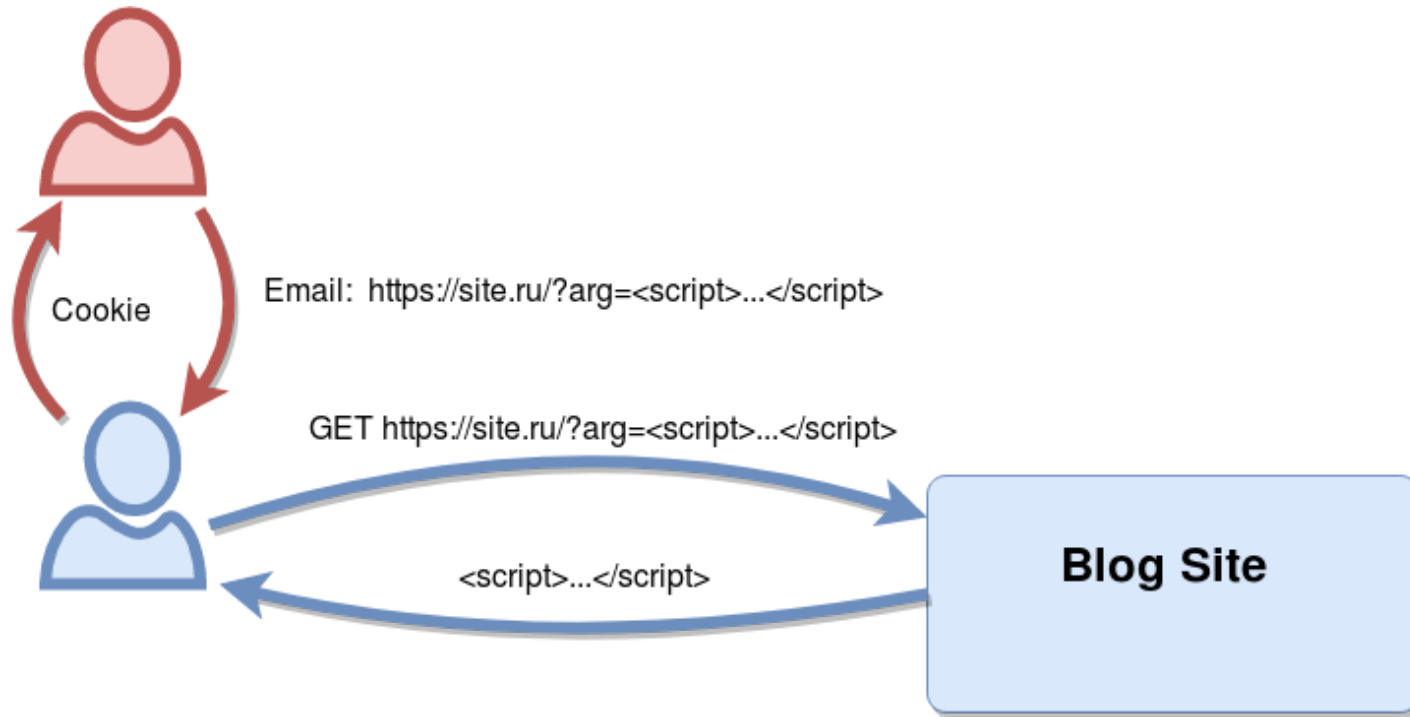 Email:  https://site.ru/?arg=<script>...</script>
Cookie
GET https://site.ru/?arg=<script>...</script>
Blog Site
<script>...</script>